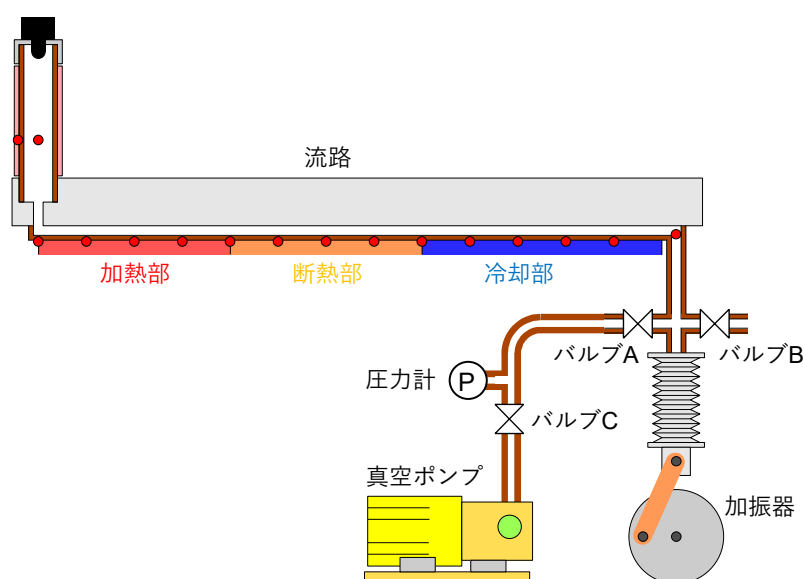 流路
加熱部
断熱部
冷却部
バルブA
バルブB
圧力計
P
バルブC
真空ポンプ
加振器